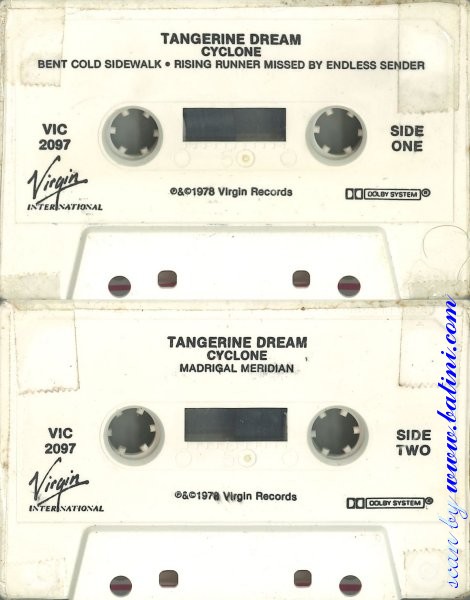 TANGERINE DREAM
CYCLONE
BENT COLD SIDEWALK • RISING RUNNER MISSED BY ENDLESS SENDER
VIC
2097
SIDE
ONE
50
Virgin
INTERNATIONAL
℗&©1978 Virgin Records
DOLBY SYSTEM®
TANGERINE DREAM
CYCLONE
MADRIGAL MERIDIAN
VIC
2097
SIDE
TWO
Virgin
INTERNATIONAL
℗&©1978 Virgin Records
DOLBY SYSTEM®
scan by www.batini.com